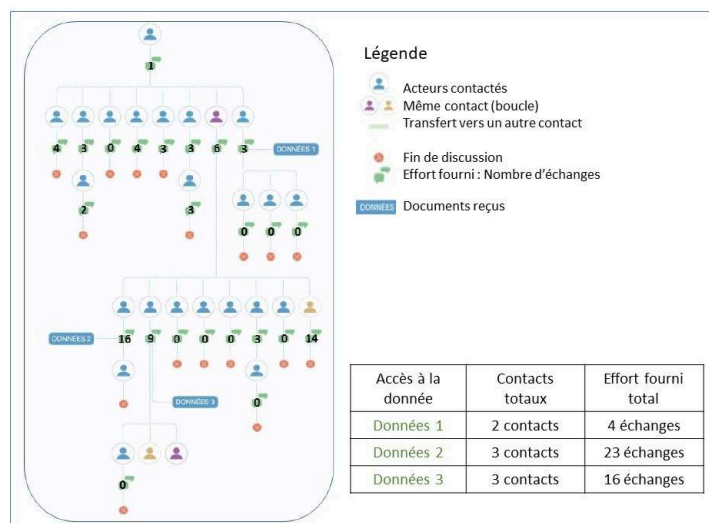 1
4 3 0 4 3 3 6 3
DONNÉES 1
2 3
0 0 0
DONNÉES 2
16 9 0 0 0 3 0 14
DONNÉES 3
0
0
Légende
Acteurs contactés
Même contact (boucle)
Transfert vers un autre contact
Fin de discussion
Effort fourni : Nombre d'échanges
DONNÉES Documents reçus
Accès à la donnée
Contacts totaux
Effort fourni total
Données 1 2 contacts 4 échanges
Données 2 3 contacts 23 échanges
Données 3 3 contacts 16 échanges